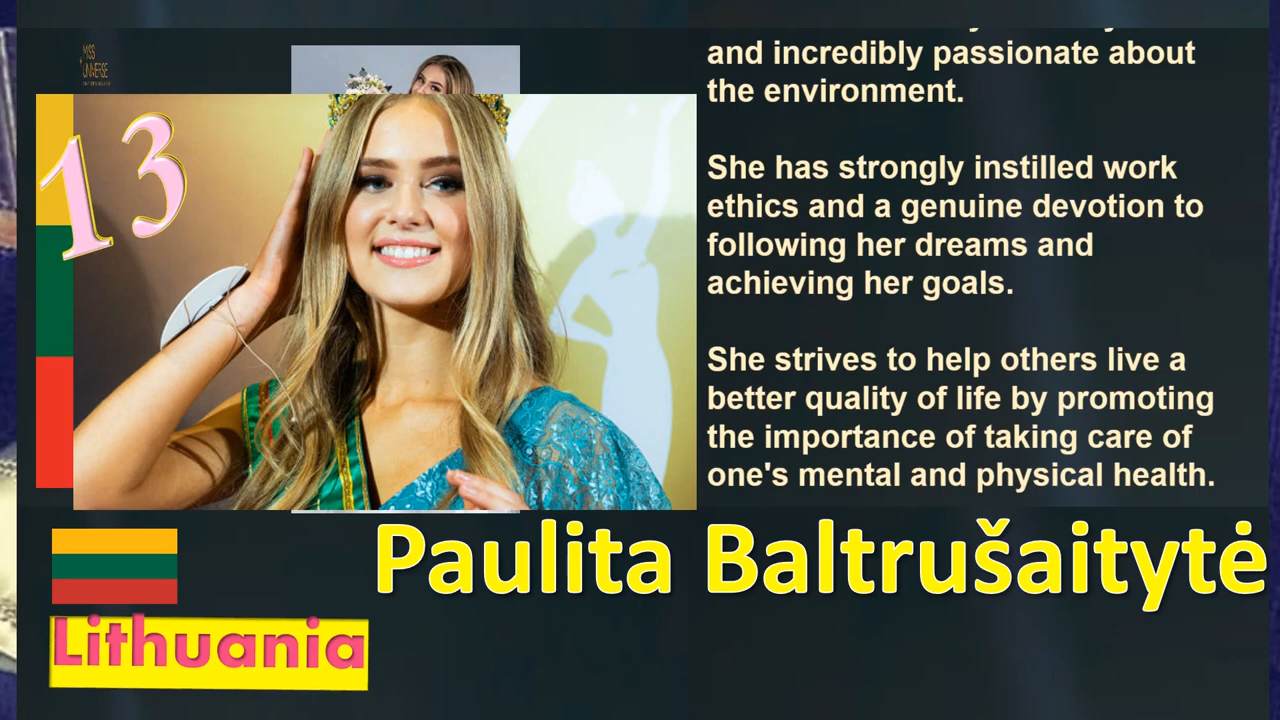 MISS
UNIVERSE
and incredibly passionate about
the environment.
She has strongly instilled work
ethics and a genuine devotion to
following her dreams and
achieving her goals.
She strives to help others live a
better quality of life by promoting
the importance of taking care of
one's mental and physical health.
13
Paulita Baltrušaitytė
Lithuania